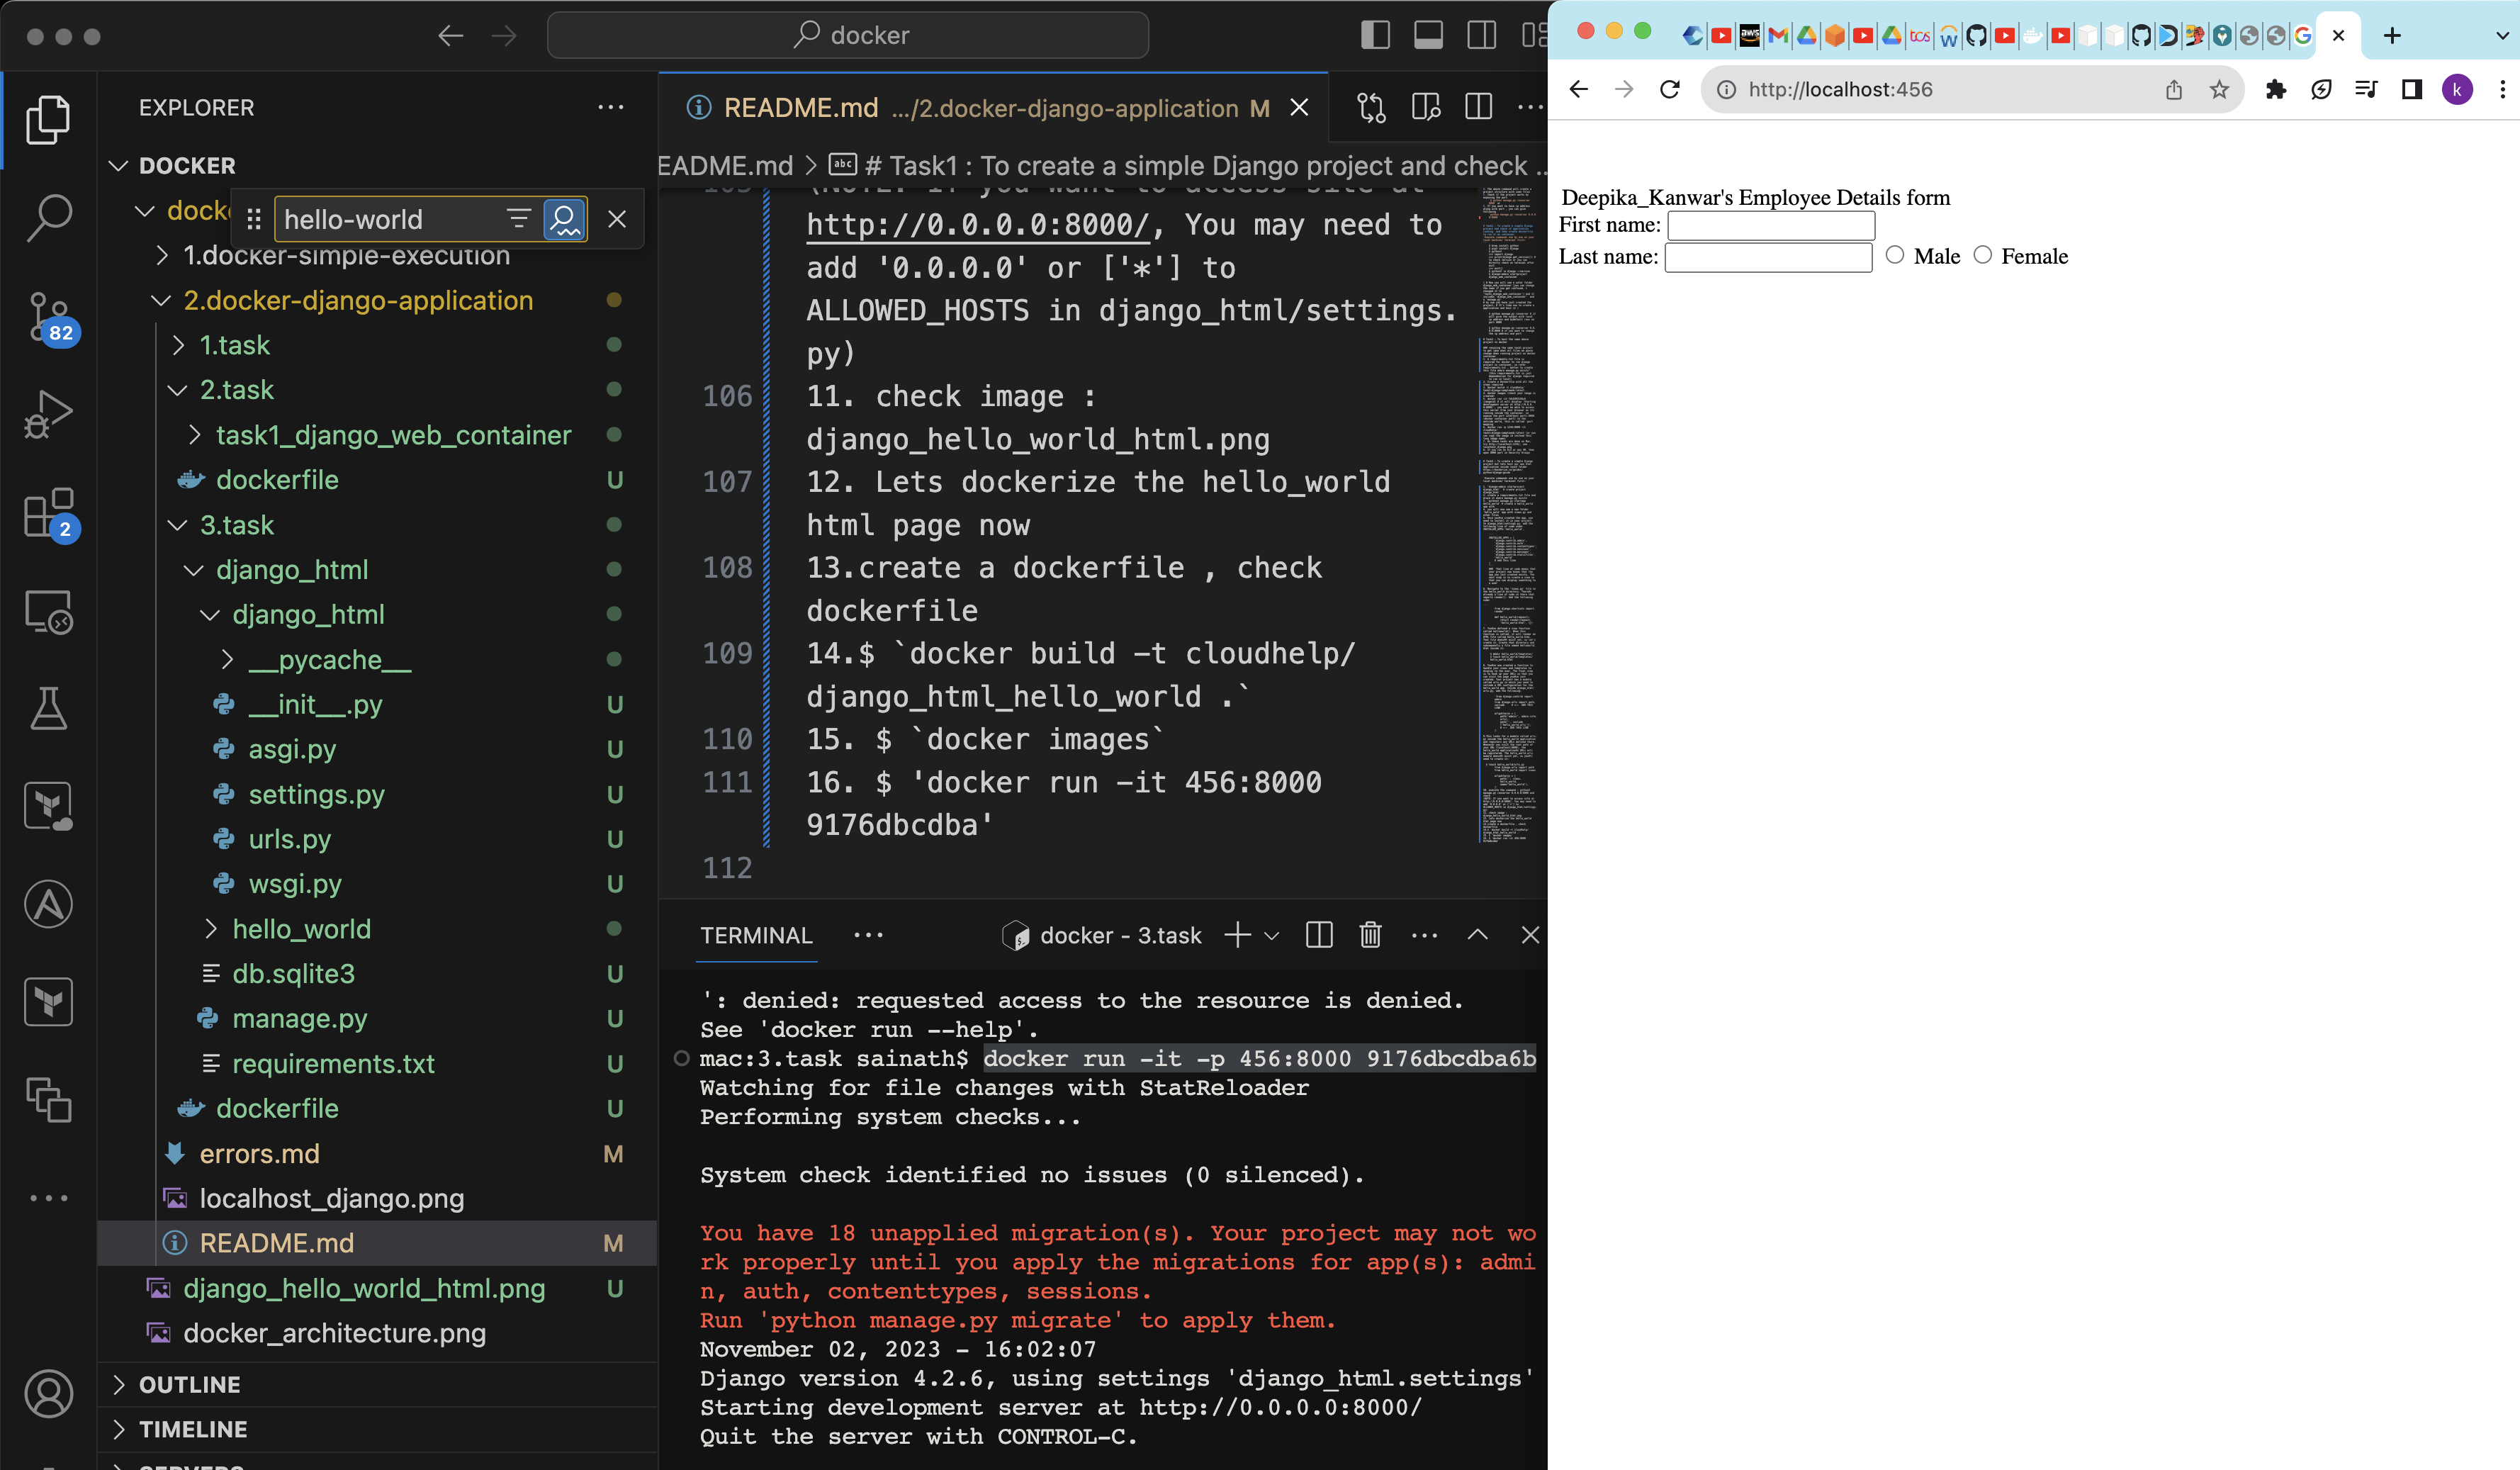 docker
EXPLORER
DOCKER
hello-world
1.docker-simple-execution
2.docker-django-application
1.task
2.task
task1_django_web_container
dockerfile U
3.task
django_html
django_html
__pycache__
__init__.py U
asgi.py U
settings.py U
urls.py U
wsgi.py U
hello_world
db.sqlite3 U
manage.py U
requirements.txt U
dockerfile U
errors.md M
localhost_django.png
README.md M
django_hello_world_html.png U
docker_architecture.png
OUTLINE
TIMELINE
82
2
README.md .../2.docker-django-application M
EADME.md > # Task1 : To create a simple Django project and check ...
http://0.0.0.0:8000/, You may need to
add '0.0.0.0' or ['*'] to
ALLOWED_HOSTS in django_html/settings.
py)
106 11. check image :
django_hello_world_html.png
107 12. Lets dockerize the hello_world
html page now
108 13.create a dockerfile , check
dockerfile
109 14.$ `docker build -t cloudhelp/
django_html_hello_world .`
110 15. $ `docker images`
111 16. $ 'docker run -it 456:8000
9176dbcdba'
112
TERMINAL
docker - 3.task
': denied: requested access to the resource is denied.
See 'docker run --help'.
mac:3.task sainath$ docker run -it -p 456:8000 9176dbcdba6b
Watching for file changes with StatReloader
Performing system checks...
System check identified no issues (0 silenced).
You have 18 unapplied migration(s). Your project may not wo
rk properly until you apply the migrations for app(s): admi
n, auth, contenttypes, sessions.
Run 'python manage.py migrate' to apply them.
November 02, 2023 - 16:02:07
Django version 4.2.6, using settings 'django_html.settings'
Starting development server at http://0.0.0.0:8000/
Quit the server with CONTROL-C.
aws
tcs
http://localhost:456
k
Deepika_Kanwar's Employee Details form
First name:
Last name: Male Female